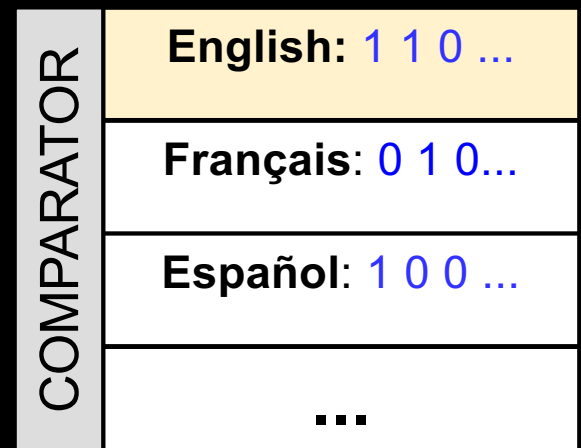 COMPARATOR
English: 1 1 0 ...
Français: 0 1 0...
Español: 1 0 0 ...
...